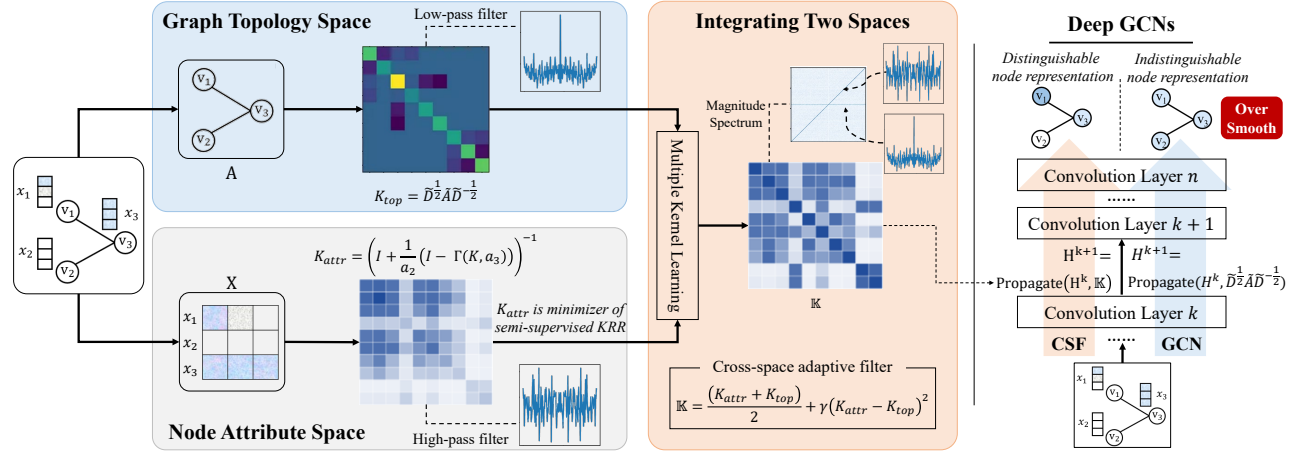 Graph Topology Space
Low-pass filter
v₁
v₃
v₂
A
K_top = D̃^½ÃD̃^−½
x₁
v₁
x₃
v₃
x₂
v₂
K_attr = (I + 1/a₂ (I − Γ(K, a₃)))⁻¹
X
x₁
x₂
x₃
K_attr is minimizer of
semi-supervised KRR
Node Attribute Space
High-pass filter
Multiple Kernel Learning
Integrating Two Spaces
Magnitude
Spectrum
𝕂
Cross-space adaptive filter
𝕂 = (K_attr + K_top)/2 + γ(K_attr − K_top)²
Deep GCNs
Distinguishable
node representation
Indistinguishable
node representation
v₁
v₃
v₂
v₁
v₃
v₂
Over
Smooth
Convolution Layer n
......
Convolution Layer k + 1
H^k+1=
Propagate(H^k, 𝕂)
H^k+1=
Propagate(H^k, D̃^½ÃD̃^−½)
Convolution Layer k
CSF
......
GCN
x₁
v₁
x₃
v₃
x₂
v₂